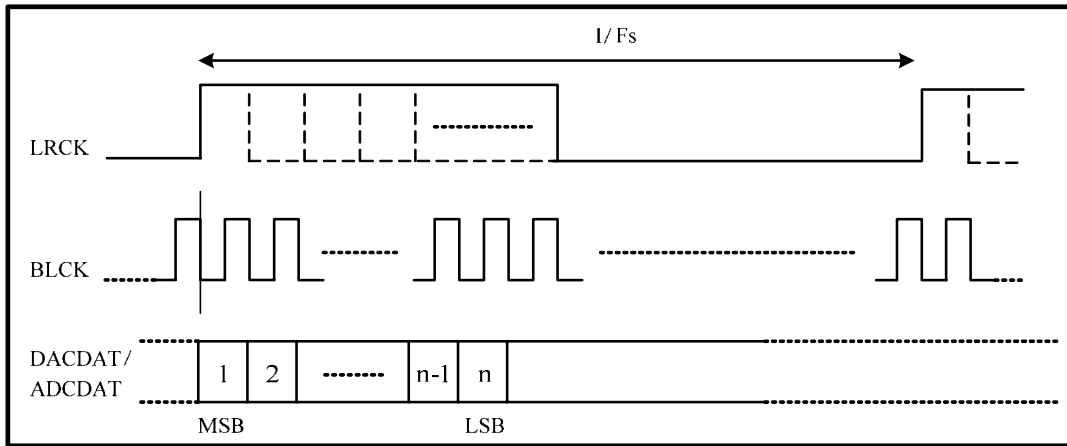 1/Fs
LRCK
BLCK
DACDAT/
ADCDAT
1 2 n-1 n
MSB LSB